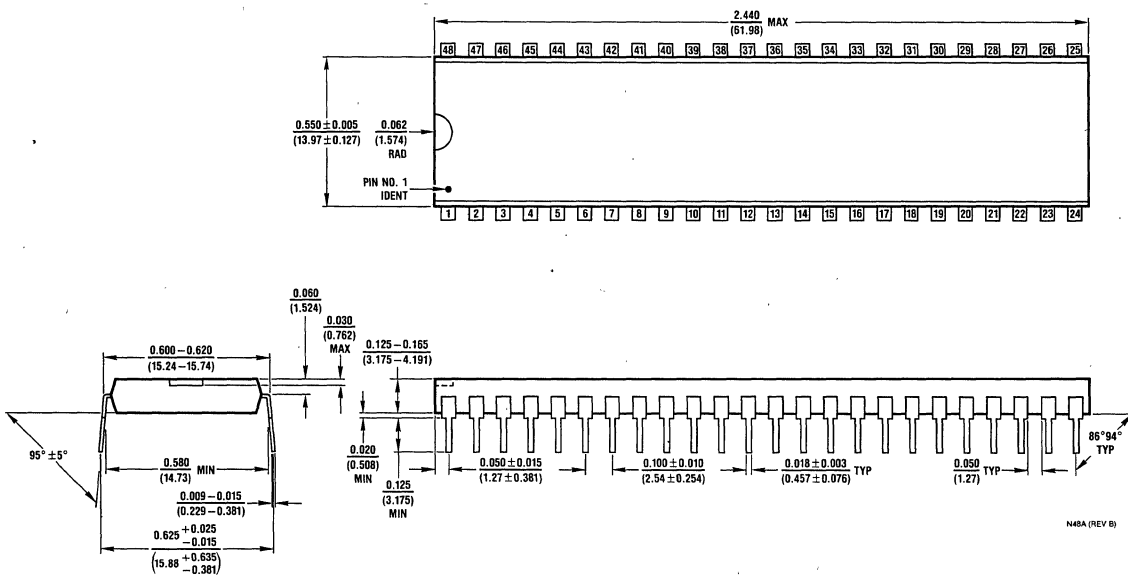 2.440 MAX
(61.98)
48 47 46 45 44 43 42 41 40 39 38 37 36 35 34 33 32 31 30 29 28 27 26 25
0.550 ± 0.005
(13.97 ± 0.127)
0.062
(1.574)
RAD
PIN NO. 1
IDENT
1 2 3 4 5 6 7 8 9 10 11 12 13 14 15 16 17 18 19 20 21 22 23 24
0.060
(1.524)
0.030
(0.762)
MAX
0.600 – 0.620
(15.24 – 15.74)
0.125 – 0.165
(3.175 – 4.191)
95° ± 5°
0.580 MIN
(14.73)
0.009 – 0.015
(0.229 – 0.381)
0.625 +0.025
−0.015
(15.88 +0.635
−0.381)
0.020
(0.508)
MIN
0.125
(3.175)
MIN
0.050 ± 0.015
(1.27 ± 0.381)
0.100 ± 0.010
(2.54 ± 0.254)
0.018 ± 0.003 TYP
(0.457 ± 0.076)
0.050 TYP
(1.27)
86°94°
TYP
N48A (REV B)